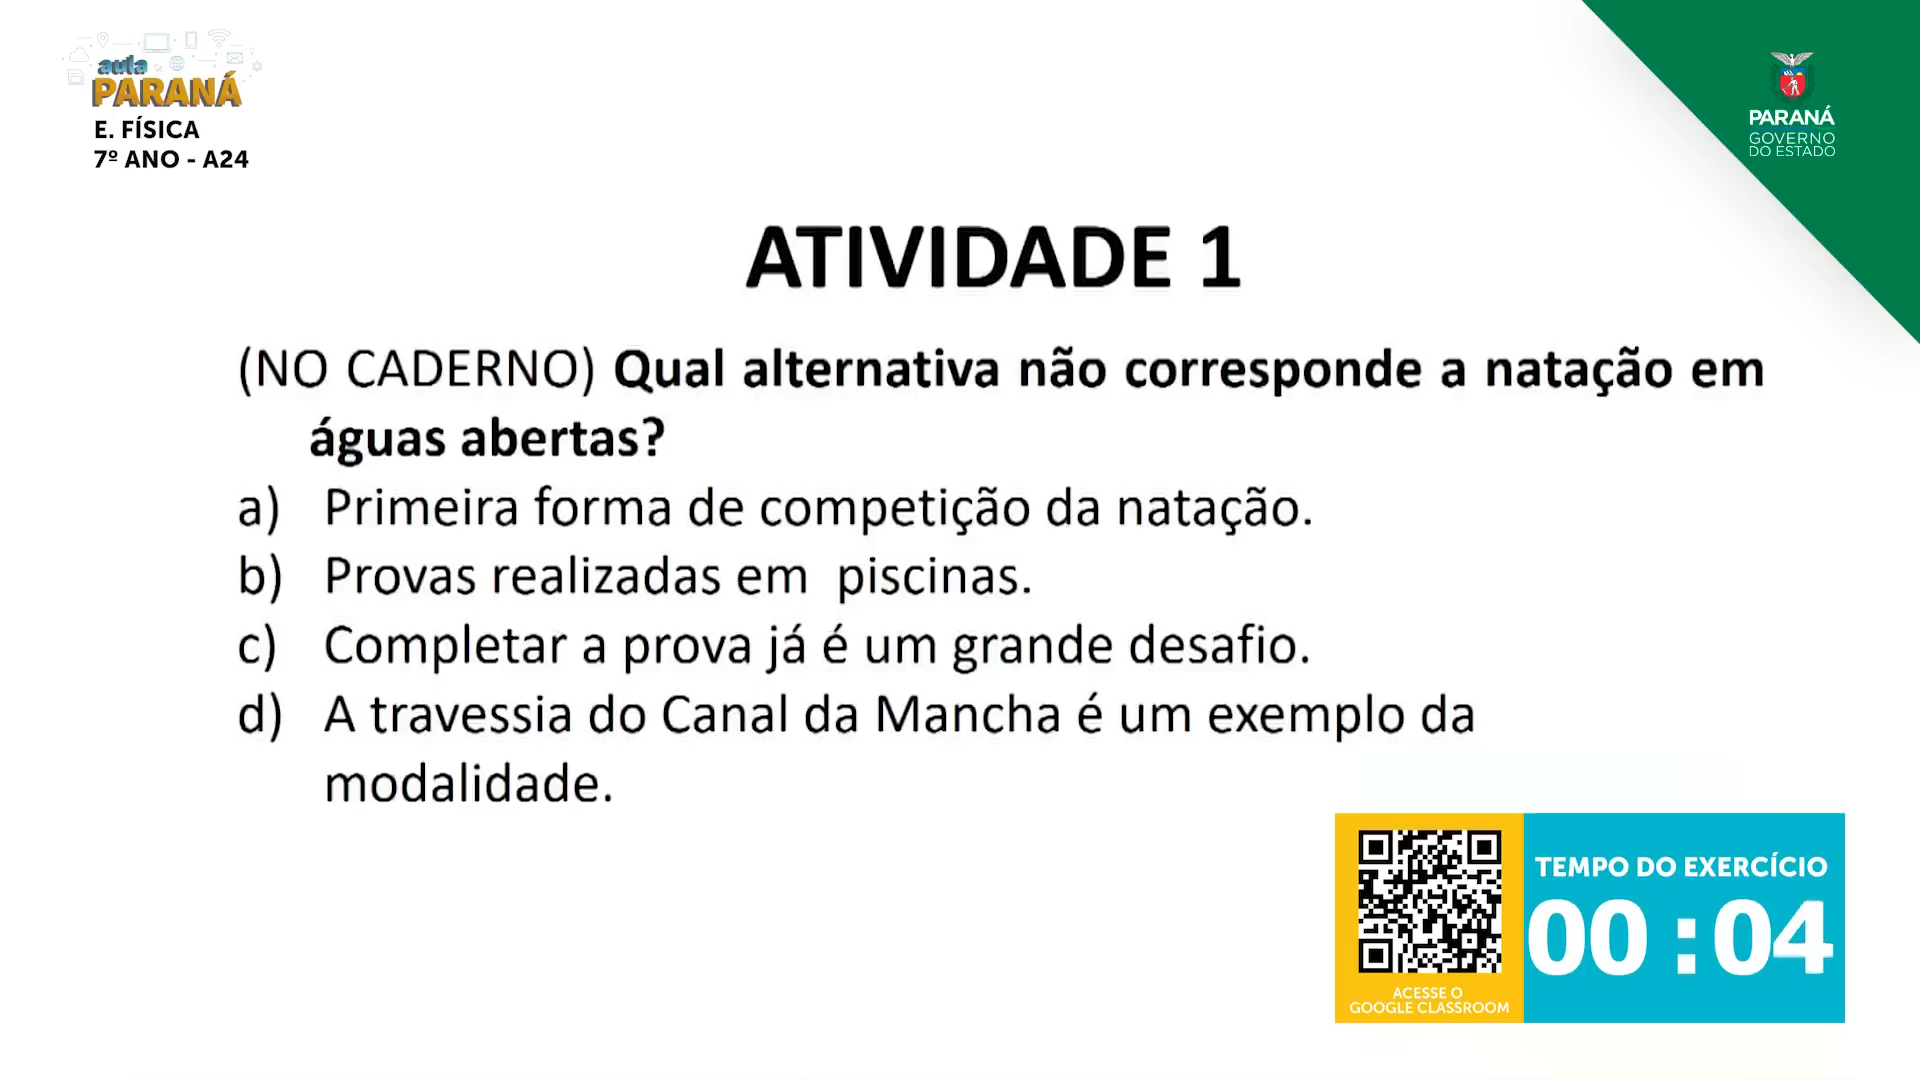 aula
PARANÁ
E. FÍSICA
7º ANO - A24
PARANÁ
GOVERNO
DO ESTADO
ATIVIDADE 1
(NO CADERNO) Qual alternativa não corresponde a natação em
águas abertas?
a) Primeira forma de competição da natação.
b) Provas realizadas em piscinas.
c) Completar a prova já é um grande desafio.
d) A travessia do Canal da Mancha é um exemplo da
modalidade.
TEMPO DO EXERCÍCIO
00 : 04
ACESSE O
GOOGLE CLASSROOM